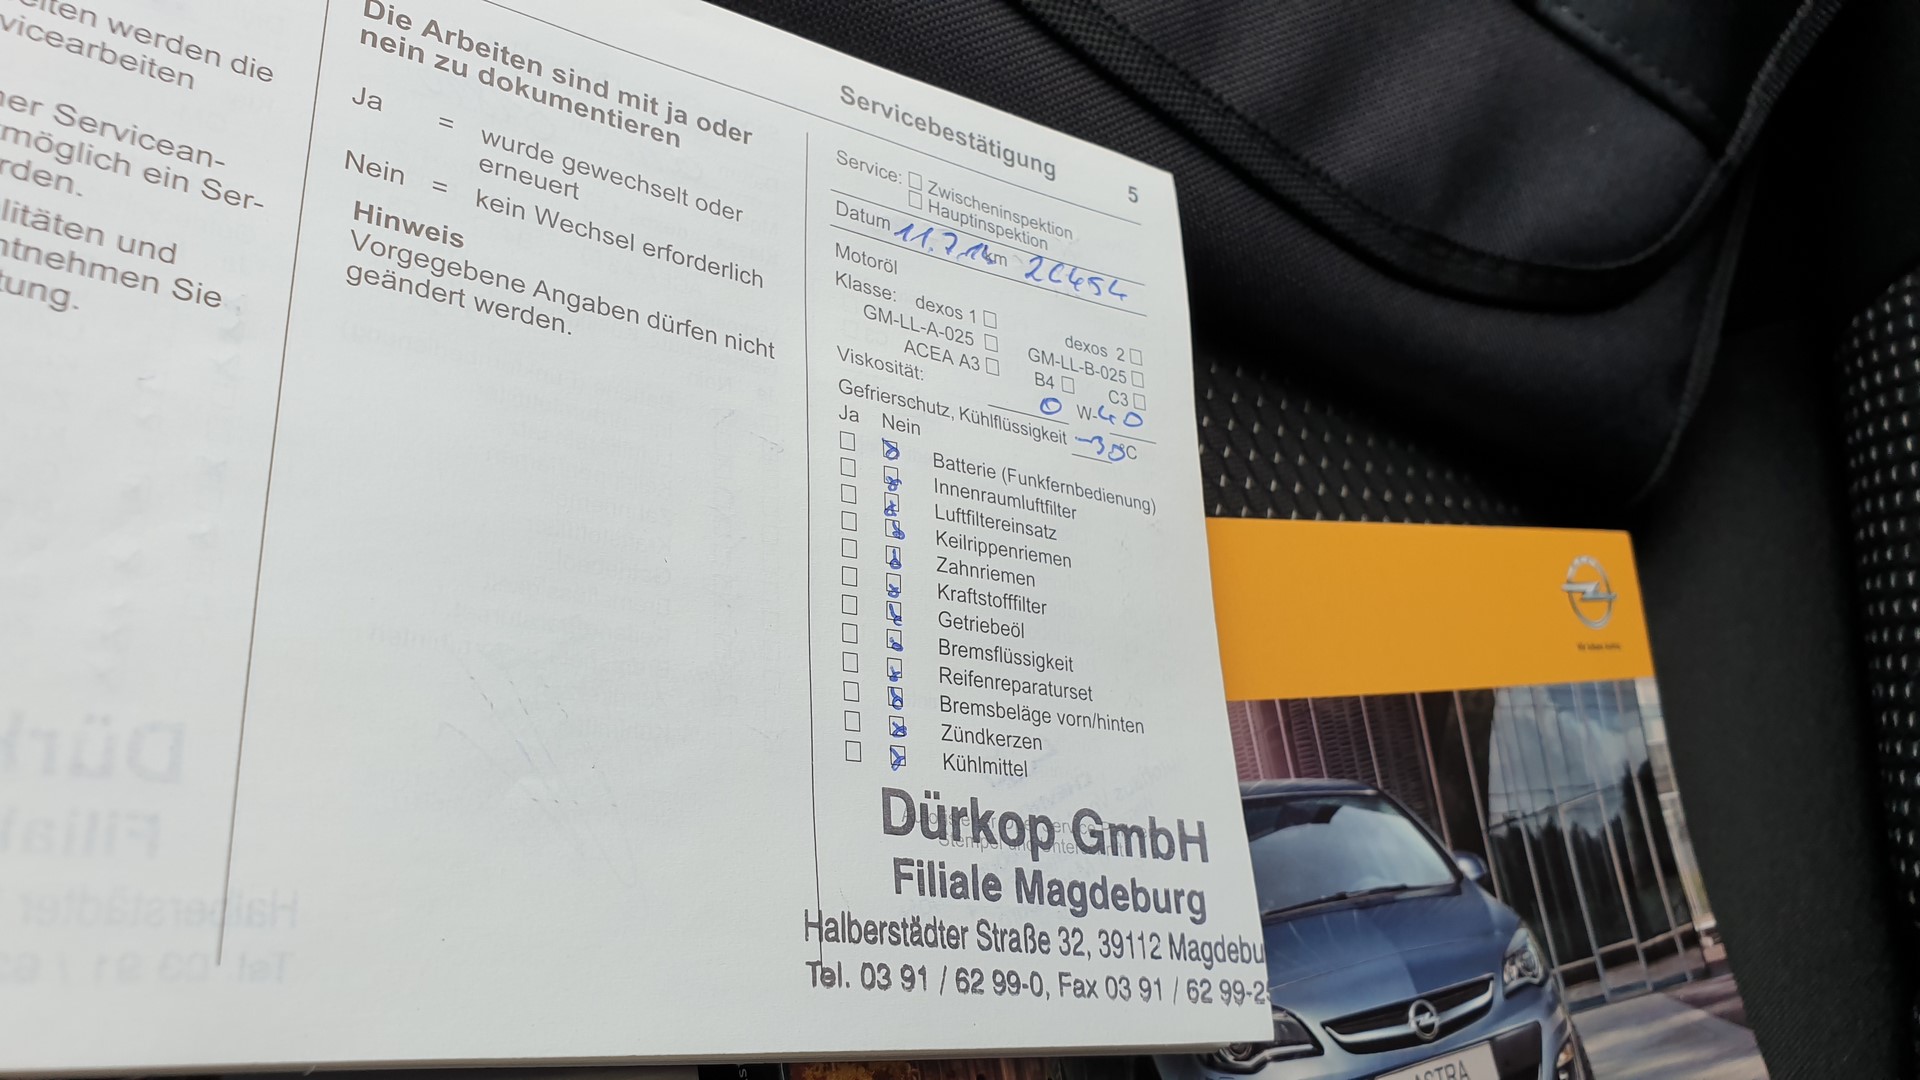 eiten werden die
vicearbeiten
ner Servicean-
möglich ein Ser-
rden.
litäten und
ntnehmen Sie
tung.
Die Arbeiten sind mit ja oder
nein zu dokumentieren
Ja = wurde gewechselt oder
erneuert
Nein = kein Wechsel erforderlich
Hinweis
Vorgegebene Angaben dürfen nicht
geändert werden.
Servicebestätigung 5
Service: Zwischeninspektion
Hauptinspektion
Datum 11.7.14 km
Motoröl
Klasse: dexos 1 dexos 2
GM-LL-A-025 GM-LL-B-025
ACEA A3 B4 C3
Viskosität: 0 W-40
Gefrierschutz, Kühlflüssigkeit °C
Ja Nein
Batterie (Funkfernbedienung)
Innenraumluftfilter
Luftfiltereinsatz
Keilrippenriemen
Zahnriemen
Kraftstofffilter
Getriebeöl
Bremsflüssigkeit
Reifenreparaturset
Bremsbeläge vorn/hinten
Zündkerzen
Kühlmittel
Dürkop GmbH
Filiale Magdeburg
Halberstädter Straße 32, 39112 Magdebu
Tel. 03 91 / 62 99-0, Fax 03 91 / 62 99-2
ASTRA